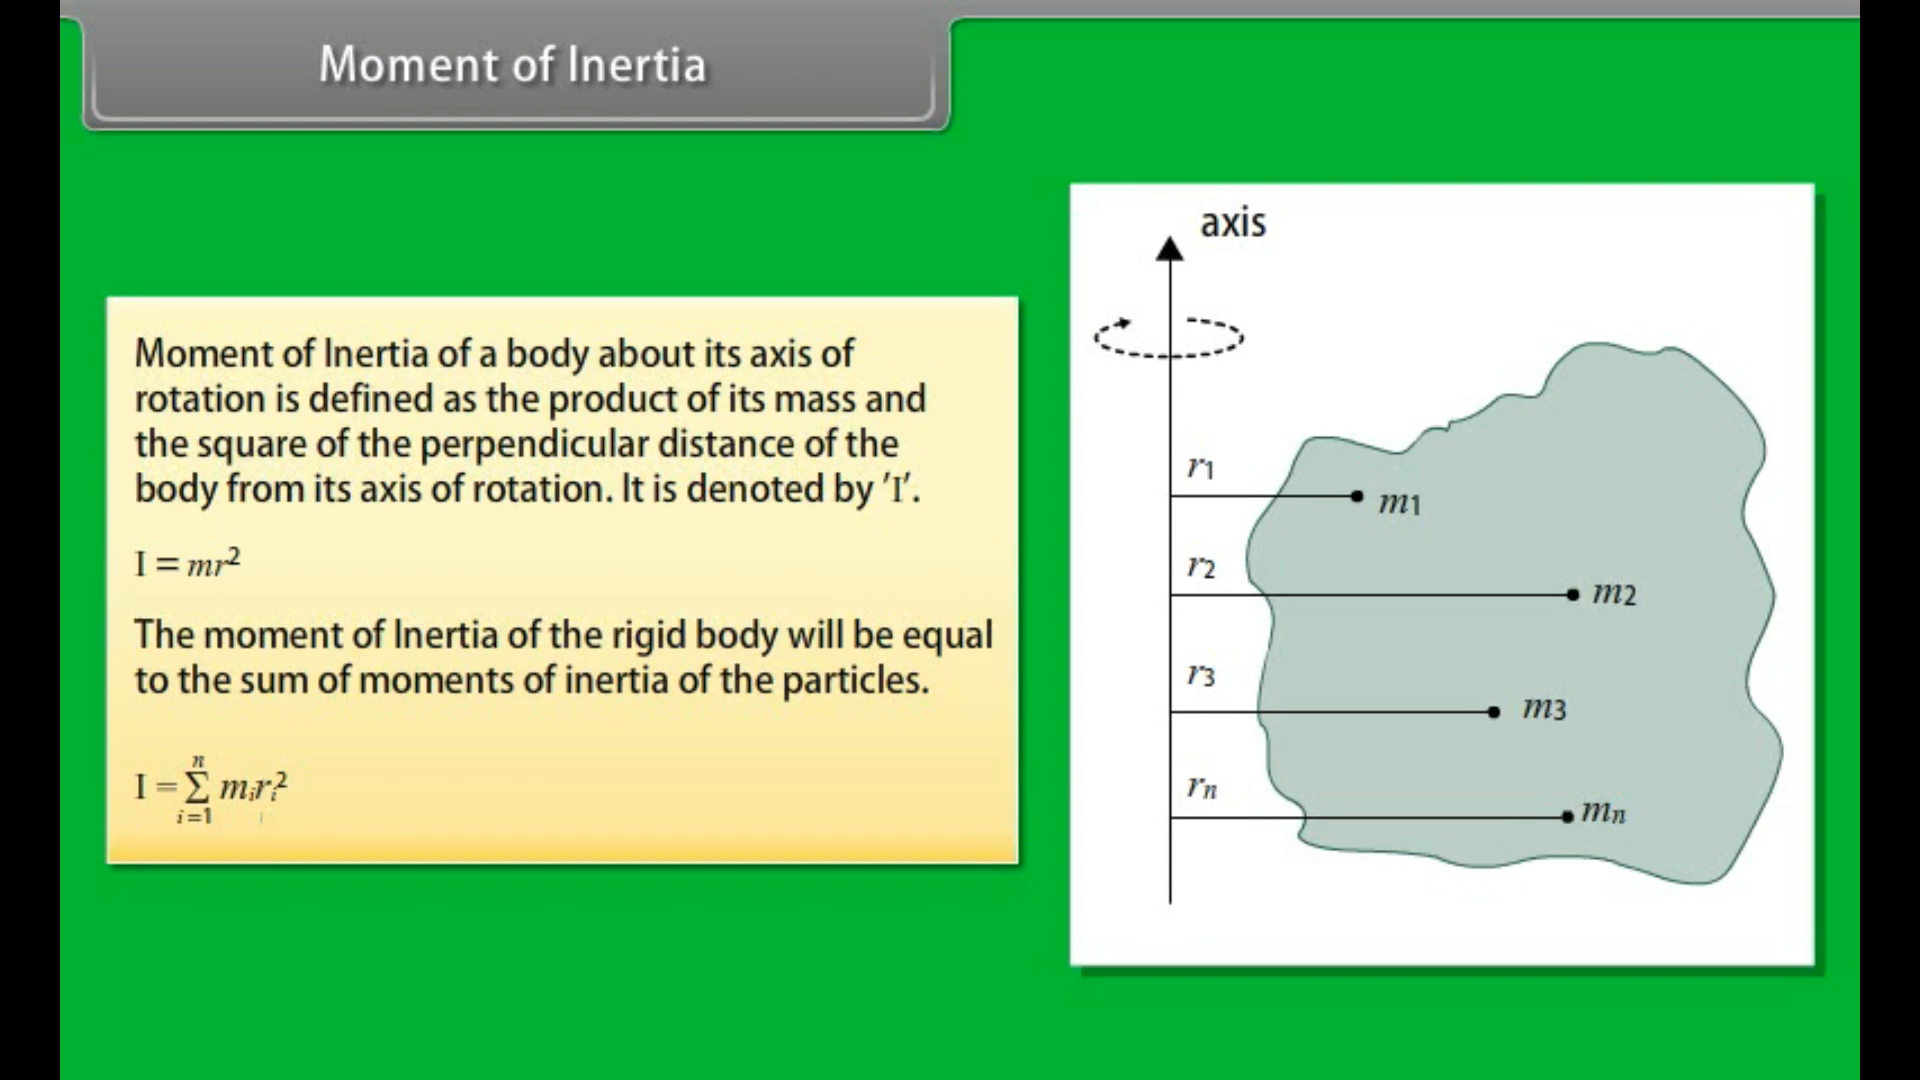 Moment of Inertia
Moment of Inertia of a body about its axis of
rotation is defined as the product of its mass and
the square of the perpendicular distance of the
body from its axis of rotation. It is denoted by 'I'.
I = mr²
The moment of Inertia of the rigid body will be equal
to the sum of moments of inertia of the particles.
n
I = Σ mᵢrᵢ²
i=1
axis
r1
m1
r2
m2
r3
m3
rn
mn